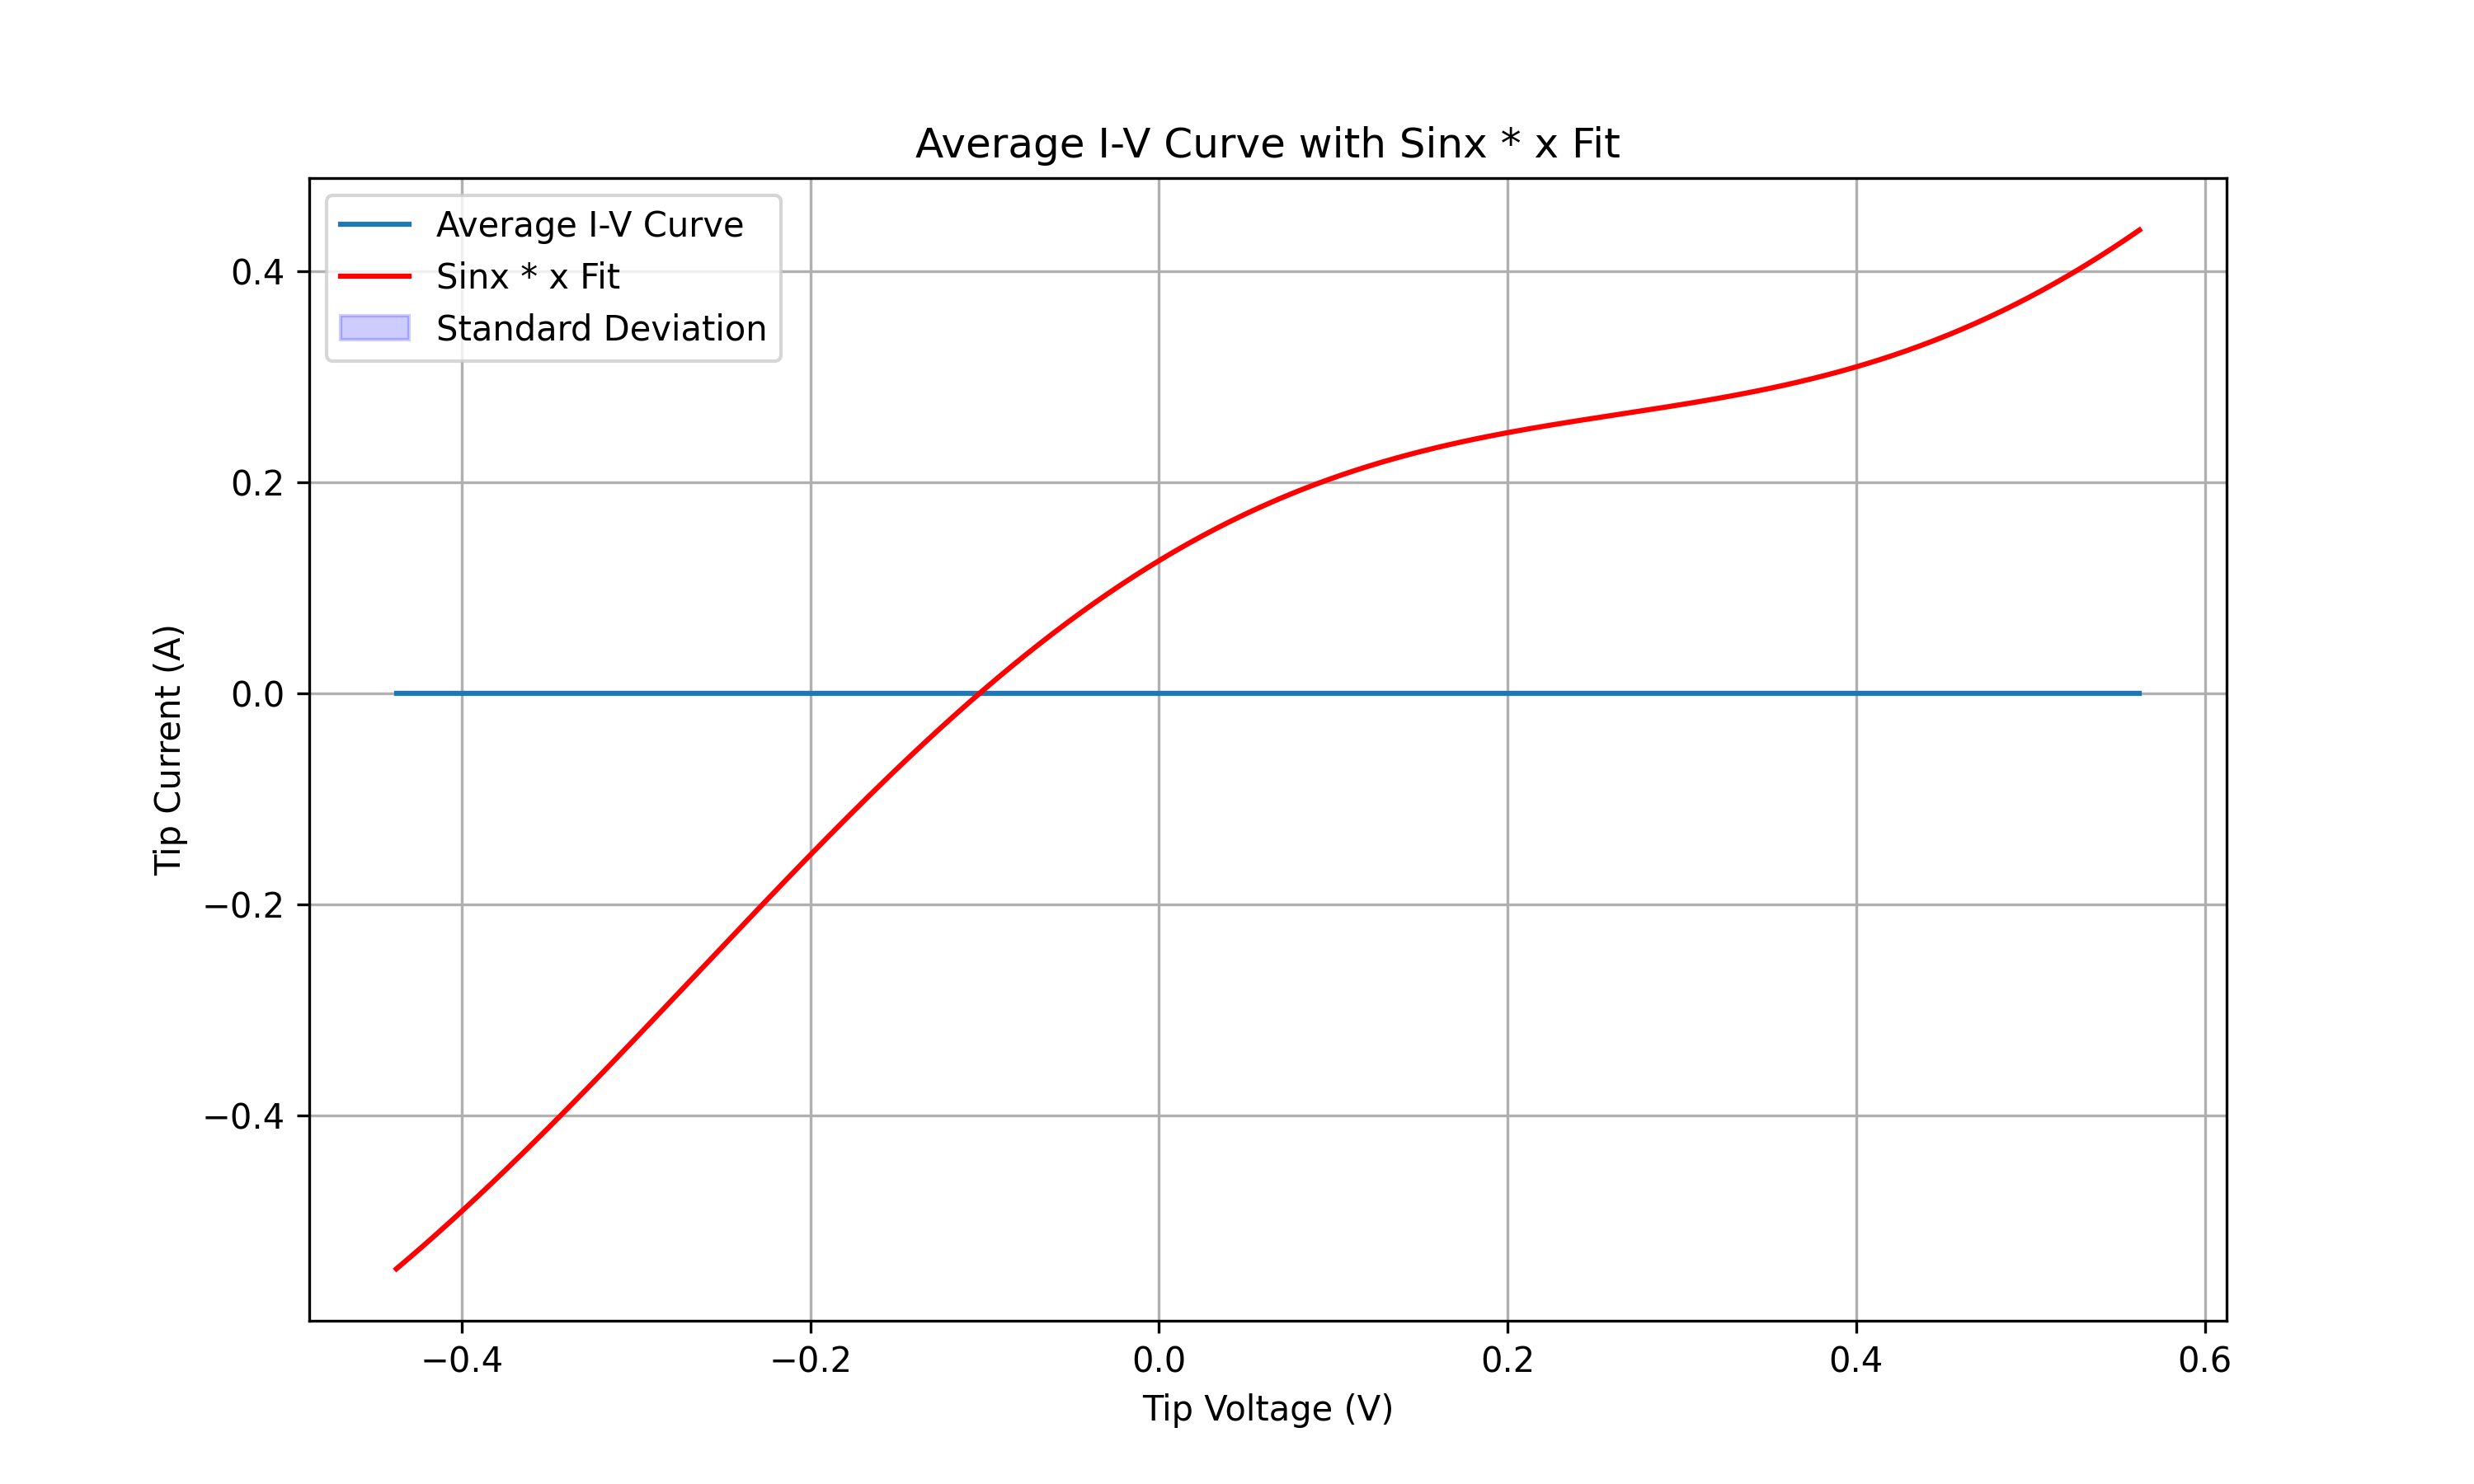 Average I-V Curve with Sinx * x Fit
Average I-V Curve
Sinx * x Fit
Standard Deviation
0.4
0.2
0.0
−0.2
−0.4
Tip Current (A)
−0.4
−0.2
0.0
0.2
0.4
0.6
Tip Voltage (V)